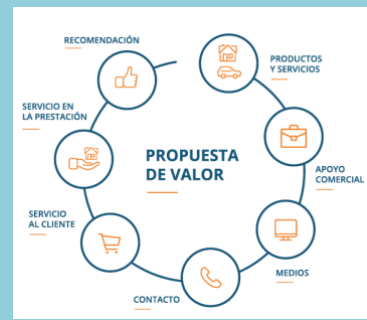 RECOMENDACIÓN
PRODUCTOS
Y SERVICIOS
SERVICIO EN
LA PRESTACIÓN
PROPUESTA
DE VALOR
APOYO
COMERCIAL
SERVICIO
AL CLIENTE
MEDIOS
CONTACTO